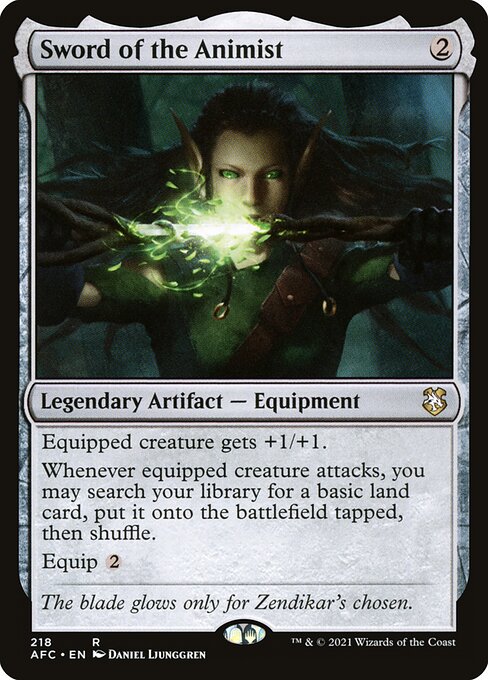 Sword of the Animist 2
Legendary Artifact — Equipment
Equipped creature gets +1/+1.
Whenever equipped creature attacks, you
may search your library for a basic land
card, put it onto the battlefield tapped,
then shuffle.
Equip 2
The blade glows only for Zendikar's chosen.
218 R
AFC • EN Daniel Ljunggren
™ & © 2021 Wizards of the Coast